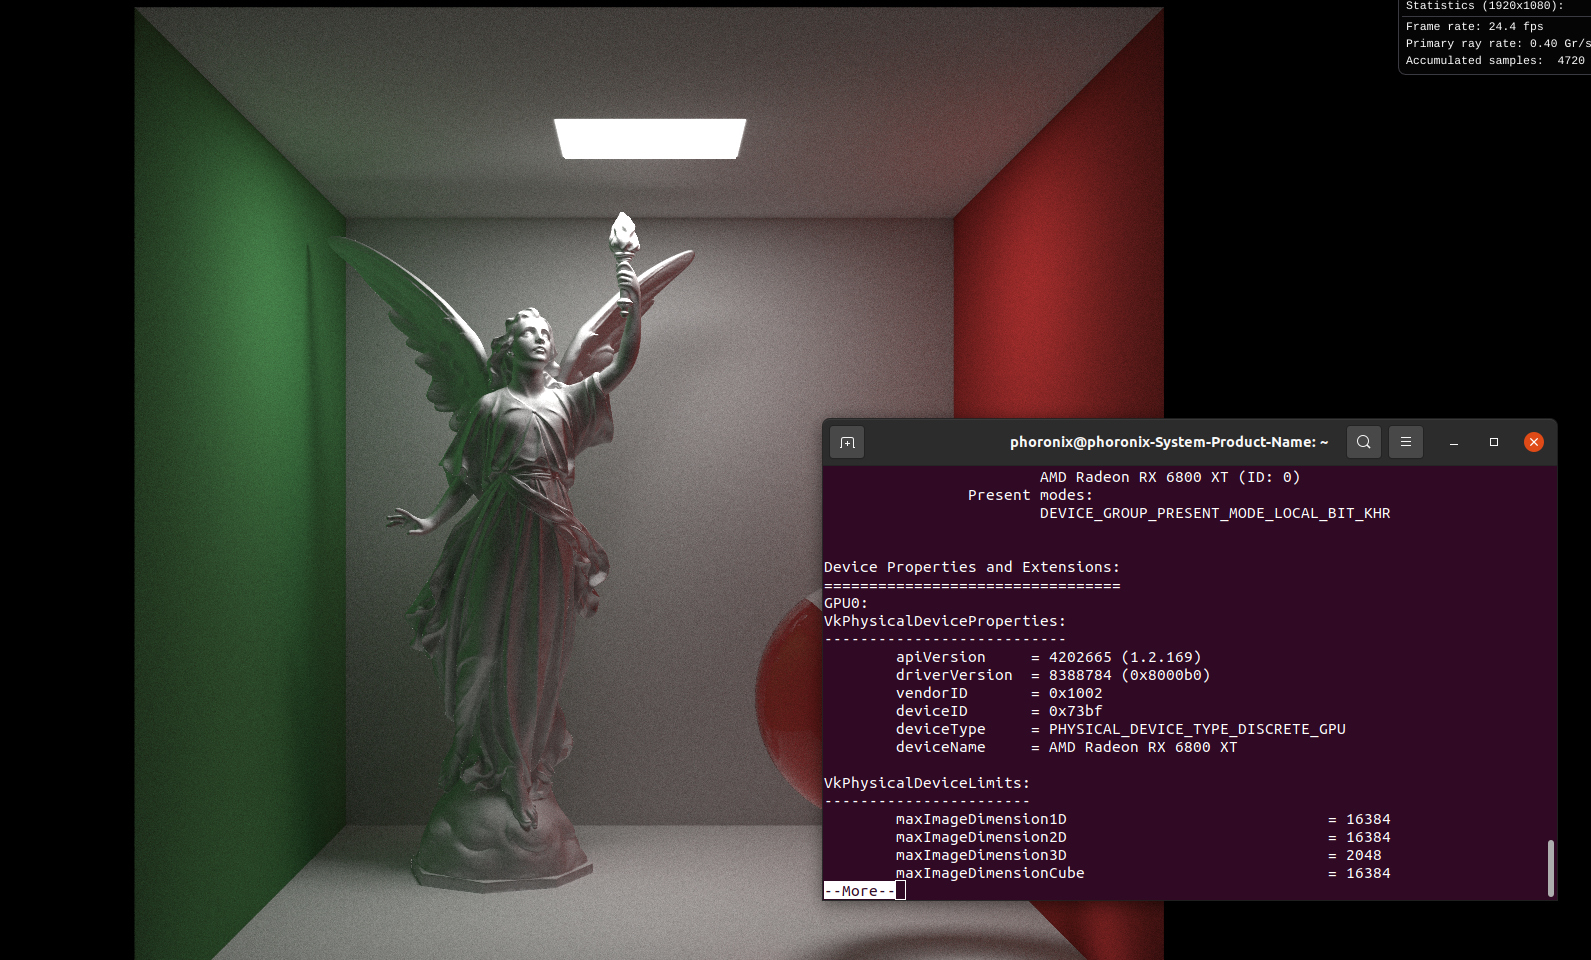 Statistics (1920x1080):
Frame rate: 24.4 fps
Primary ray rate: 0.40 Gr/s
Accumulated samples:  4720
phoronix@phoronix-System-Product-Name: ~
AMD Radeon RX 6800 XT (ID: 0)
Present modes:
DEVICE_GROUP_PRESENT_MODE_LOCAL_BIT_KHR
Device Properties and Extensions:
=================================
GPU0:
VkPhysicalDeviceProperties:
---------------------------
apiVersion     = 4202665 (1.2.169)
driverVersion  = 8388784 (0x8000b0)
vendorID       = 0x1002
deviceID       = 0x73bf
deviceType     = PHYSICAL_DEVICE_TYPE_DISCRETE_GPU
deviceName     = AMD Radeon RX 6800 XT
VkPhysicalDeviceLimits:
-----------------------
maxImageDimension1D                             = 16384
maxImageDimension2D                             = 16384
maxImageDimension3D                             = 2048
maxImageDimensionCube                           = 16384
--More--